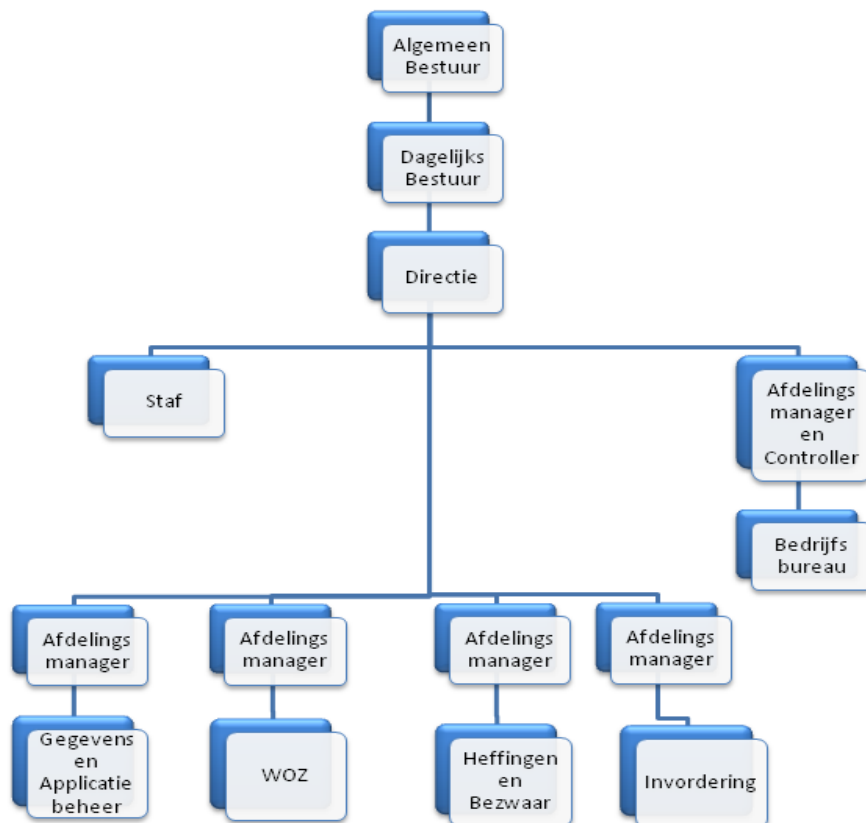 Algemeen
Bestuur
Dagelijks
Bestuur
Directie
Staf
Afdelings
manager
en
Controller
Bedrijfs
bureau
Afdelings
manager
Afdelings
manager
Afdelings
manager
Afdelings
manager
Gegevens
en
Applicatie
beheer
WOZ
Heffingen
en
Bezwaar
Invordering